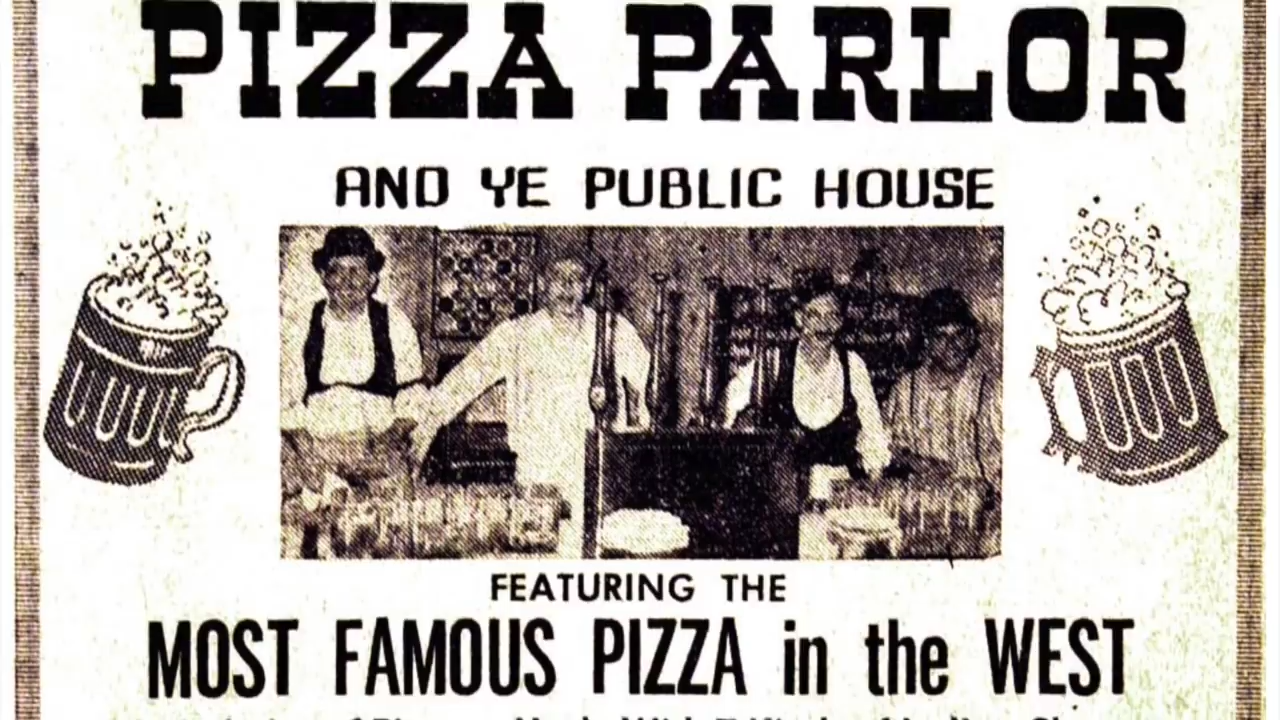 PIZZA PARLOR
AND YE PUBLIC HOUSE
FEATURING THE
MOST FAMOUS PIZZA in the WEST